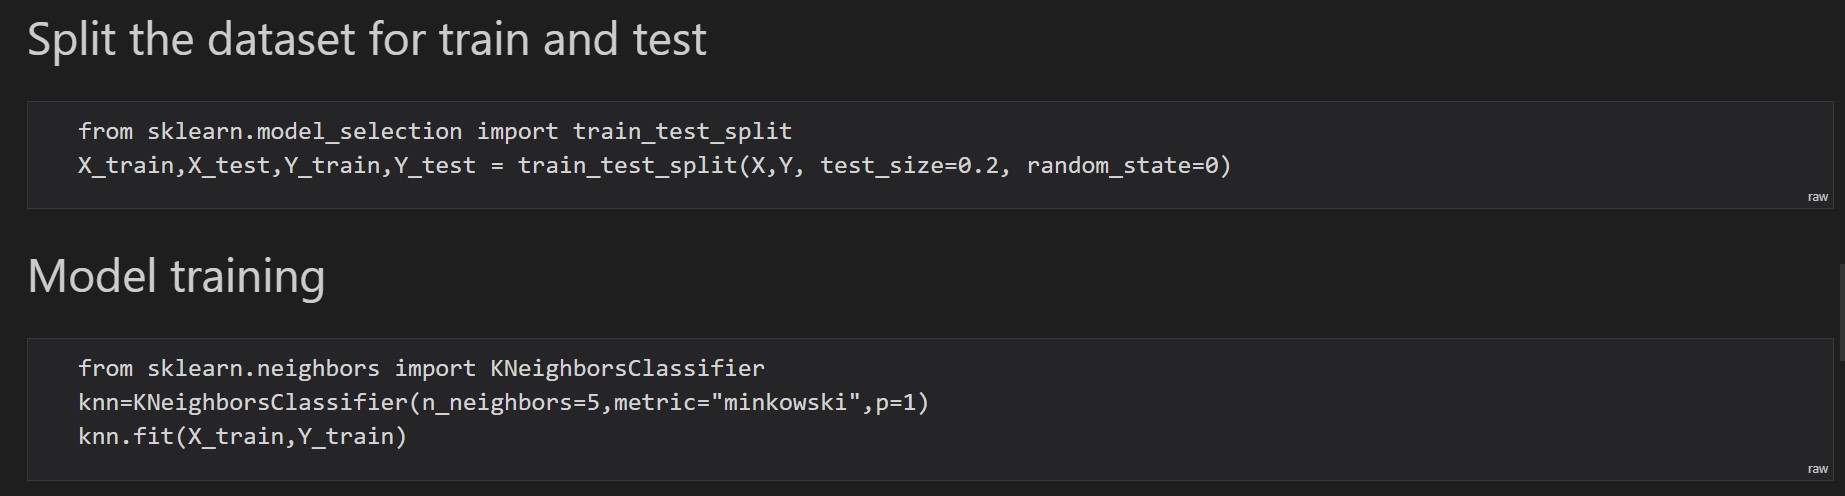 Split the dataset for train and test
from sklearn.model_selection import train_test_split
X_train,X_test,Y_train,Y_test = train_test_split(X,Y, test_size=0.2, random_state=0)
raw
Model training
from sklearn.neighbors import KNeighborsClassifier
knn=KNeighborsClassifier(n_neighbors=5,metric="minkowski",p=1)
knn.fit(X_train,Y_train)
raw